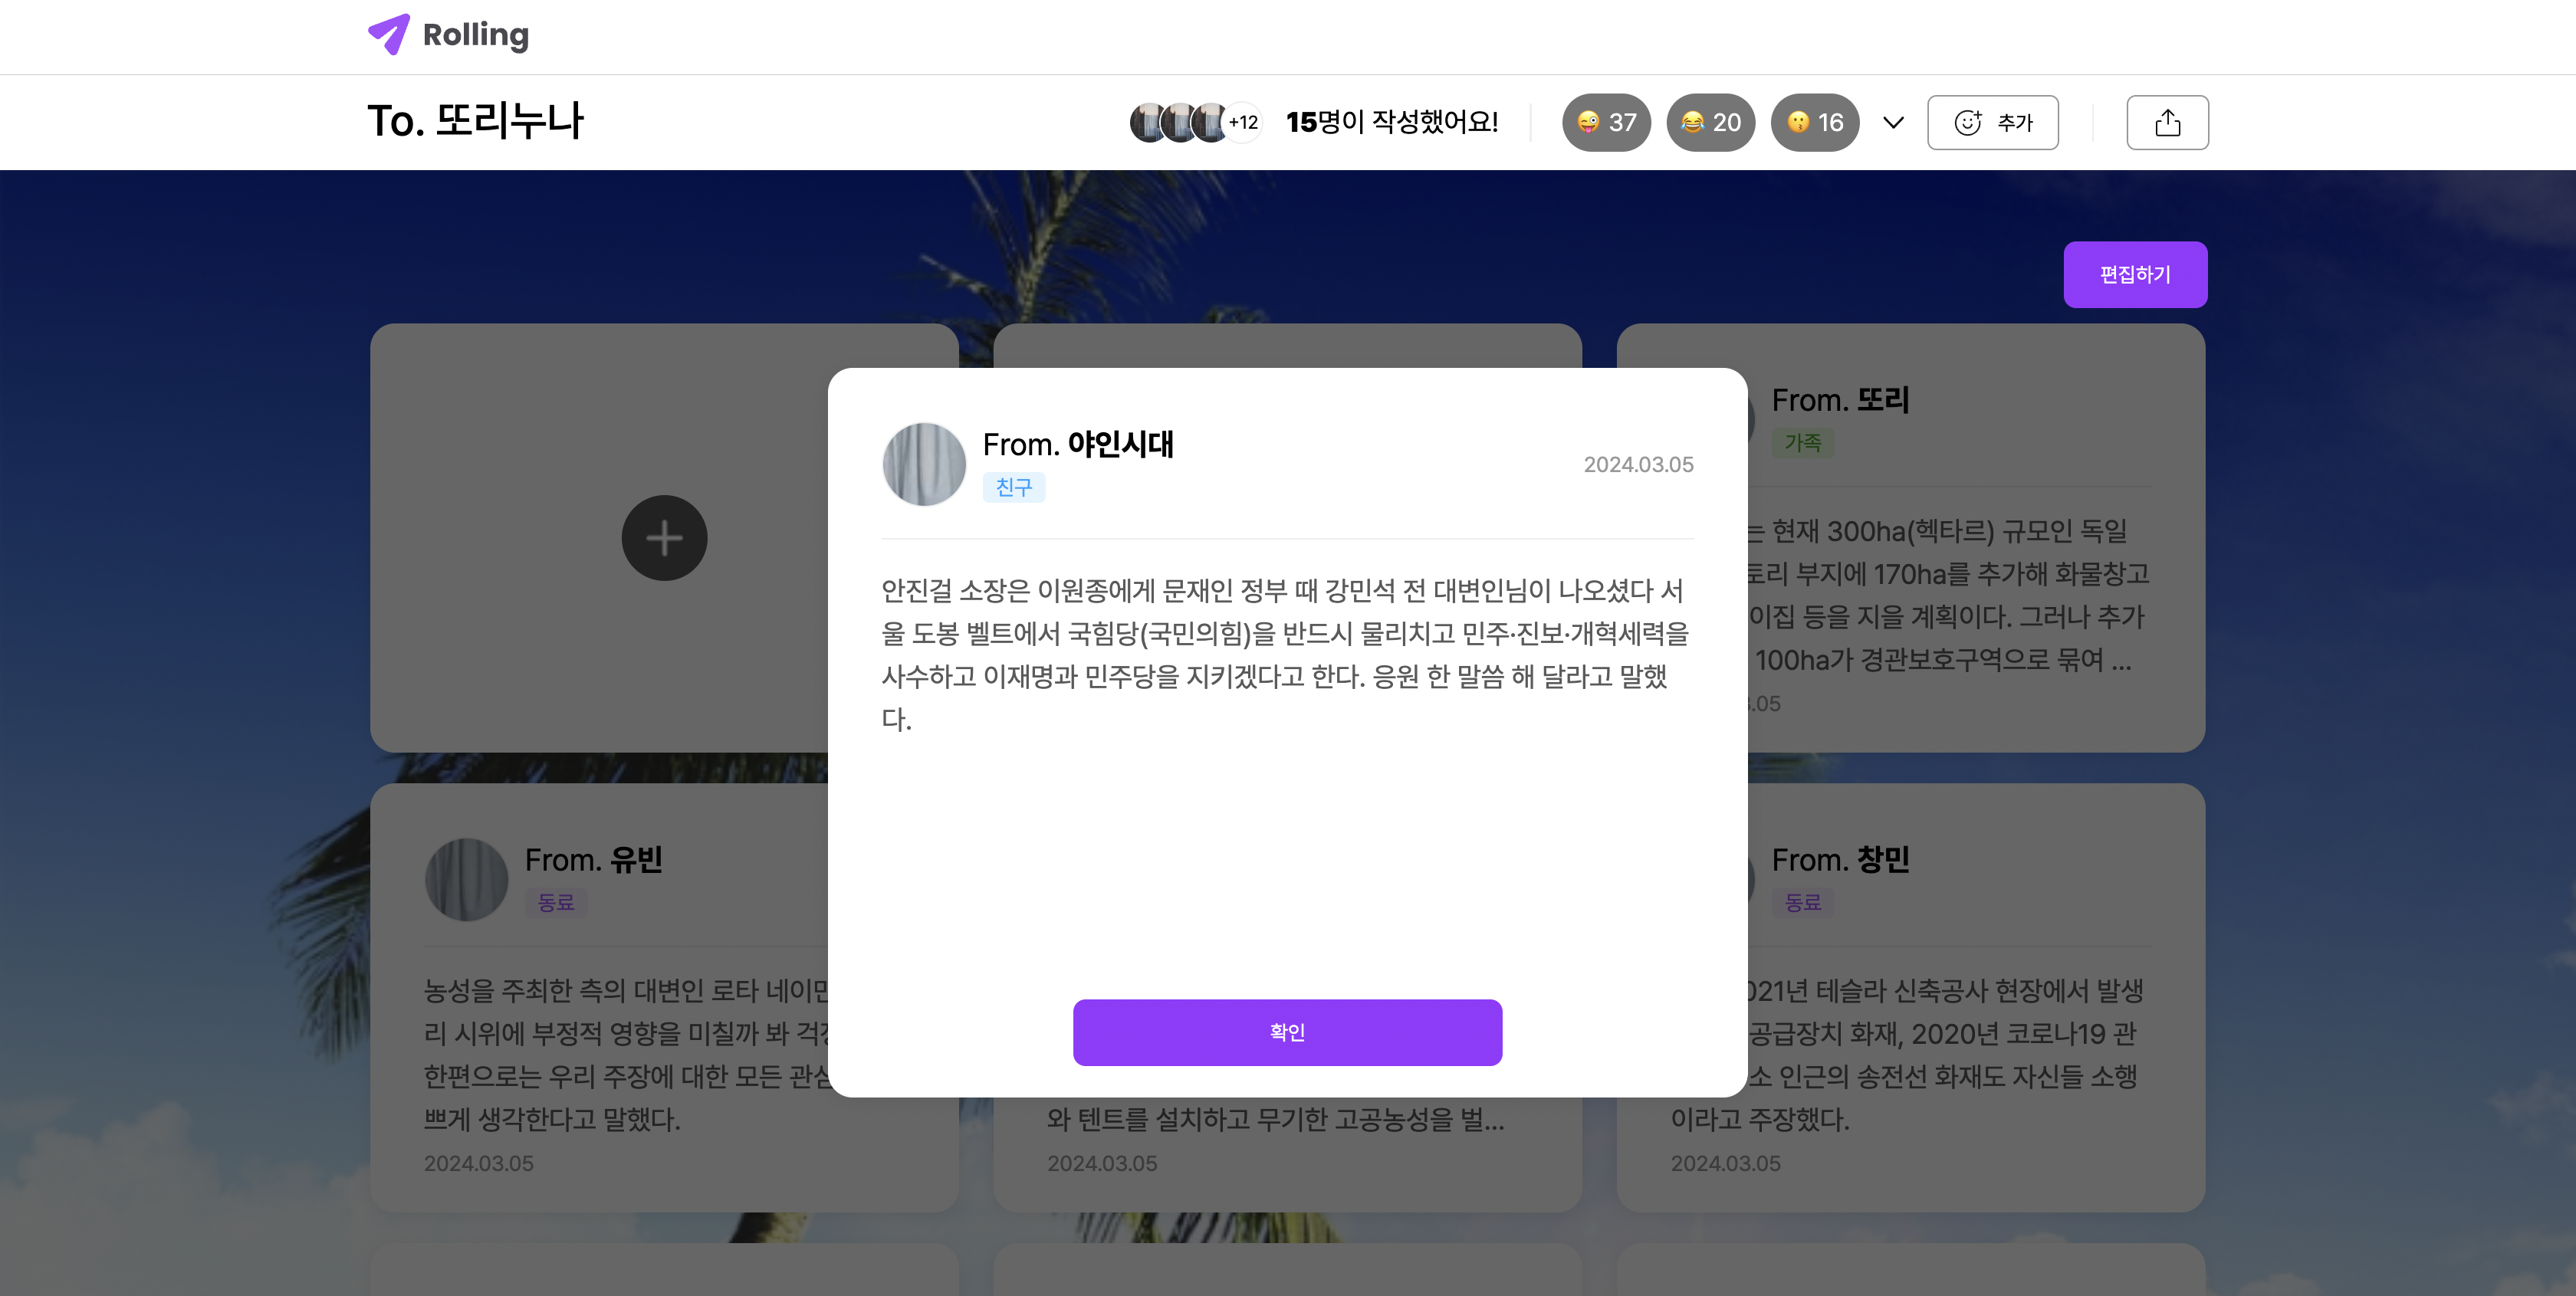 Rolling
To. 또리누나
+12
15명이 작성했어요!
37
20
16
추가
편집하기
From. 또리
가족
는 현재 300ha(헥타르) 규모인 독일
토리 부지에 170ha를 추가해 화물창고
이집 등을 지을 계획이다. 그러나 추가
100ha가 경관보호구역으로 묶여 ...
.05
From. 야인시대
친구
2024.03.05
안진걸 소장은 이원종에게 문재인 정부 때 강민석 전 대변인님이 나오셨다 서
울 도봉 벨트에서 국힘당(국민의힘)을 반드시 물리치고 민주·진보·개혁세력을
사수하고 이재명과 민주당을 지키겠다고 한다. 응원 한 말씀 해 달라고 말했
다.
확인
From. 유빈
동료
농성을 주최한 측의 대변인 로타 네이
리 시위에 부정적 영향을 미칠까 봐
한편으로는 우리 주장에 대한 모든
쁘게 생각한다고 말했다.
2024.03.05
와 텐트를 설치하고 무기한 고공농성을 벌...
2024.03.05
From. 창민
동료
021년 테슬라 신축공사 현장에서 발생
공급장치 화재, 2020년 코로나19 관
소 인근의 송전선 화재도 자신들 소행
이라고 주장했다.
2024.03.05